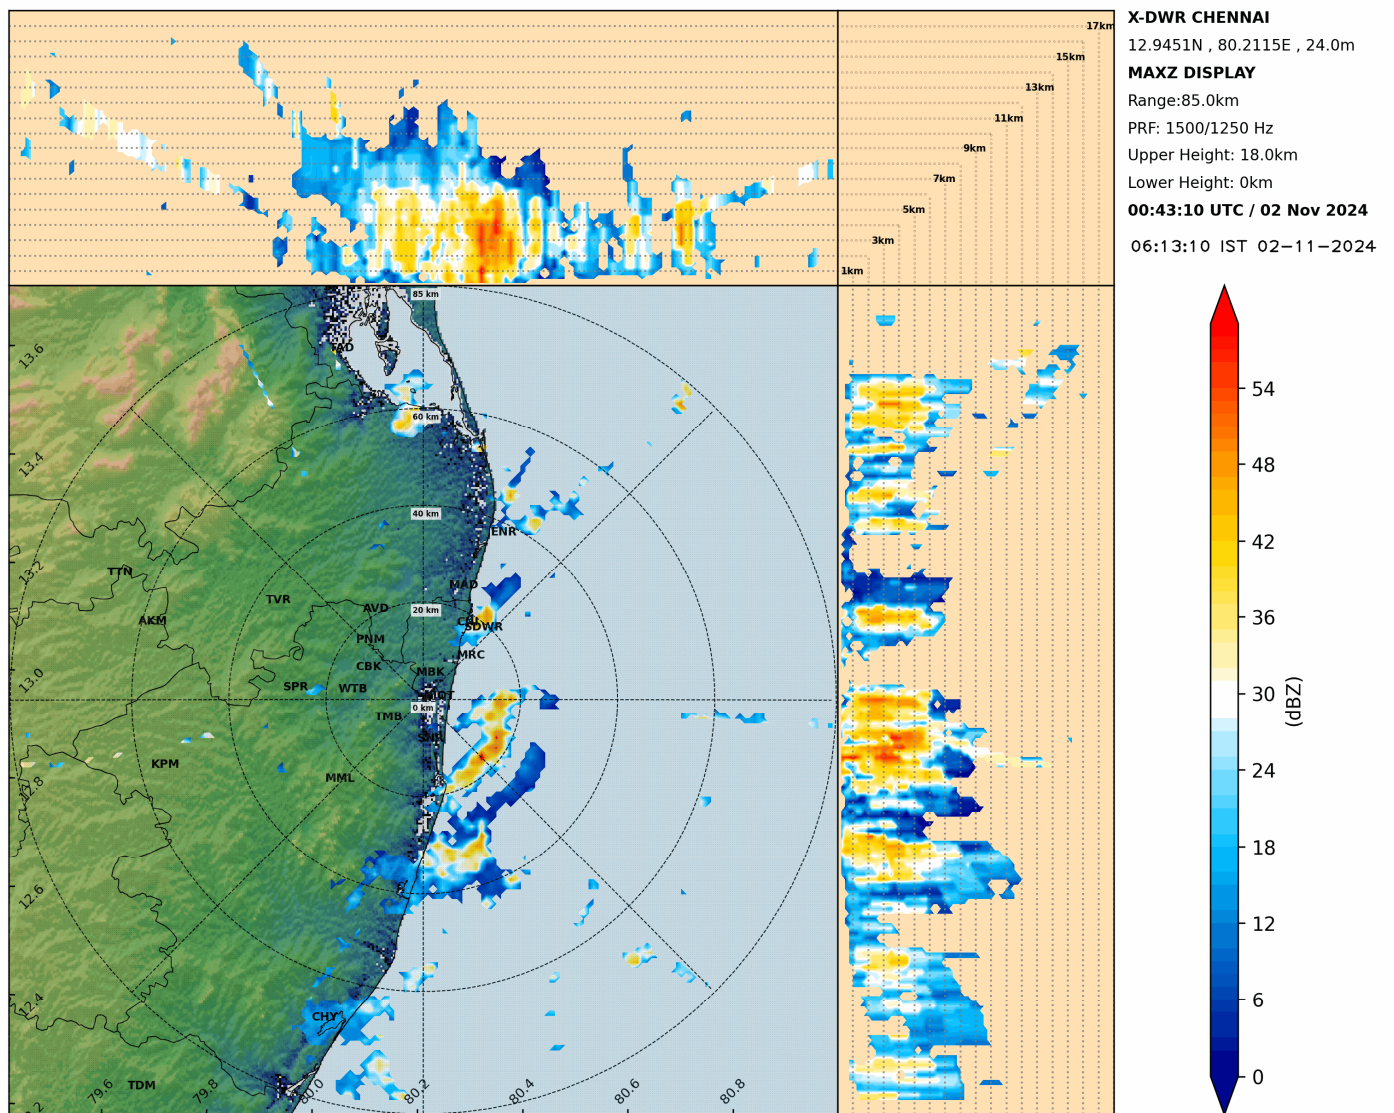 17km
15km
13km
11km
9km
7km
5km
3km
1km
X-DWR CHENNAI
12.9451N , 80.2115E , 24.0m
MAXZ DISPLAY
Range:85.0km
PRF: 1500/1250 Hz
Upper Height: 18.0km
Lower Height: 0km
00:43:10 UTC / 02 Nov 2024
06:13:10 IST 02-11-2024
85 km
60 km
40 km
20 km
0 km
13.6
13.4
13.2
13.0
12.8
12.6
12.4
79.6
79.8
80.0
80.2
80.4
80.6
80.8
ENR
TTN
MAD
TVR
AVD
AKM
SDWR
PNM
MRC
CBK
MBK
SPR
WTB
TMB
KPM
MML
CHY
TDM
54
48
42
36
30
24
18
12
6
0
(dBZ)